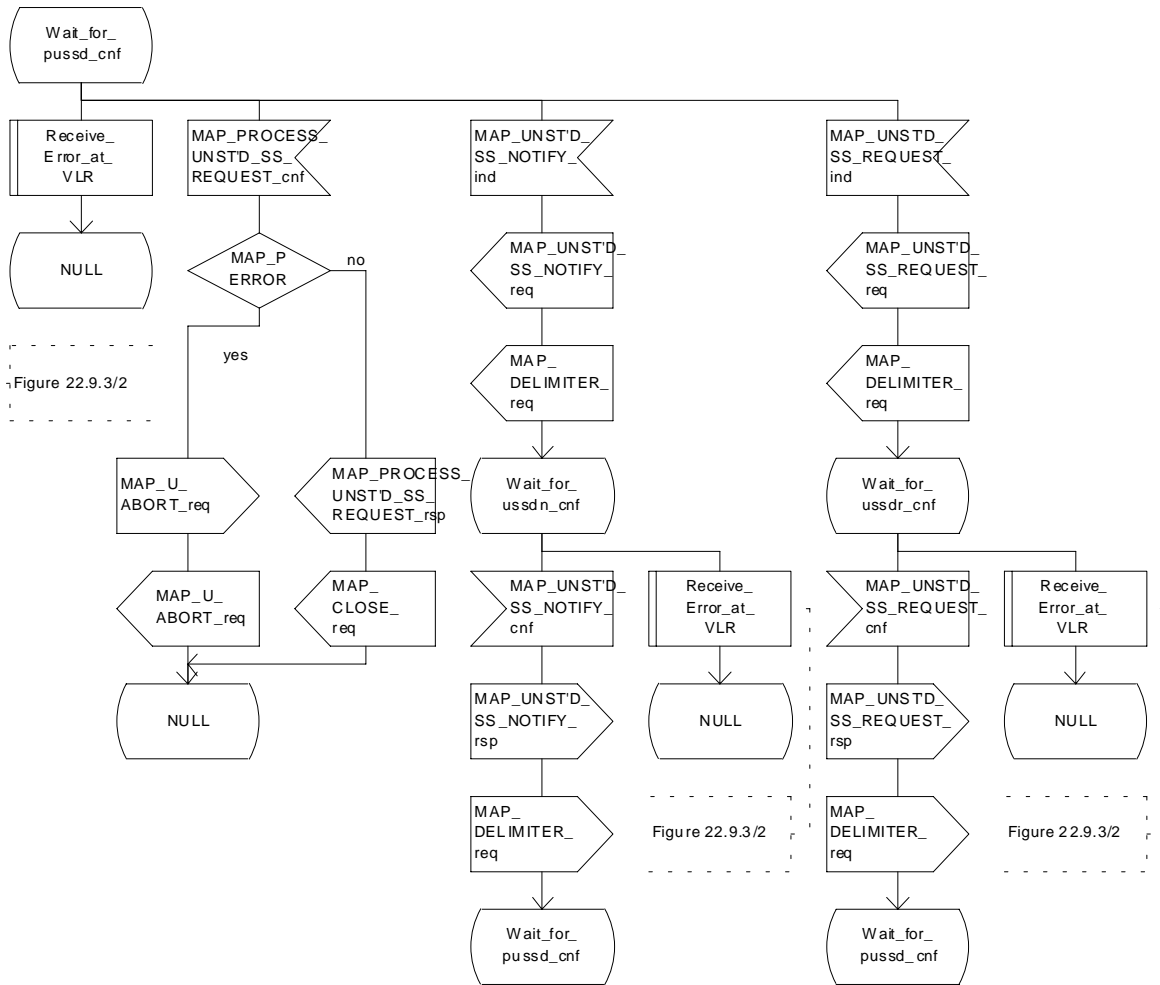 Wait_for_
pussd_cnf
Receive_
Error_at_
VLR
MAP_PROCESS_
UNST'D_SS_
REQUEST_cnf
MAP_UNST'D_
SS_NOTIFY_
ind
MAP_UNST'D_
SS_REQUEST_
ind
NULL
MAP_P
ERROR
no
MAP_UNST'D_
SS_NOTIFY_
req
MAP_UNST'D_
SS_REQUEST_
req
yes
Figure 22.9.3/2
MAP_
DELIMITER_
req
MAP_
DELIMITER_
req
MAP_U_
ABORT_req
MAP_PROCESS_
UNST'D_SS_
REQUEST_rsp
Wait_for_
ussdn_cnf
Wait_for_
ussdr_cnf
MAP_U_
ABORT_req
MAP_
CLOSE_
req
MAP_UNST'D_
SS_NOTIFY_
cnf
Receive_
Error_at_
VLR
MAP_UNST'D_
SS_REQUEST_
cnf
Receive_
Error_at_
VLR
NULL
MAP_UNST'D_
SS_NOTIFY_
rsp
NULL
MAP_UNST'D_
SS_REQUEST_
rsp
NULL
MAP_
DELIMITER_
req
Figure 22.9.3/2
MAP_
DELIMITER_
req
Figure 22.9.3/2
Wait_for_
pussd_cnf
Wait_for_
pussd_cnf